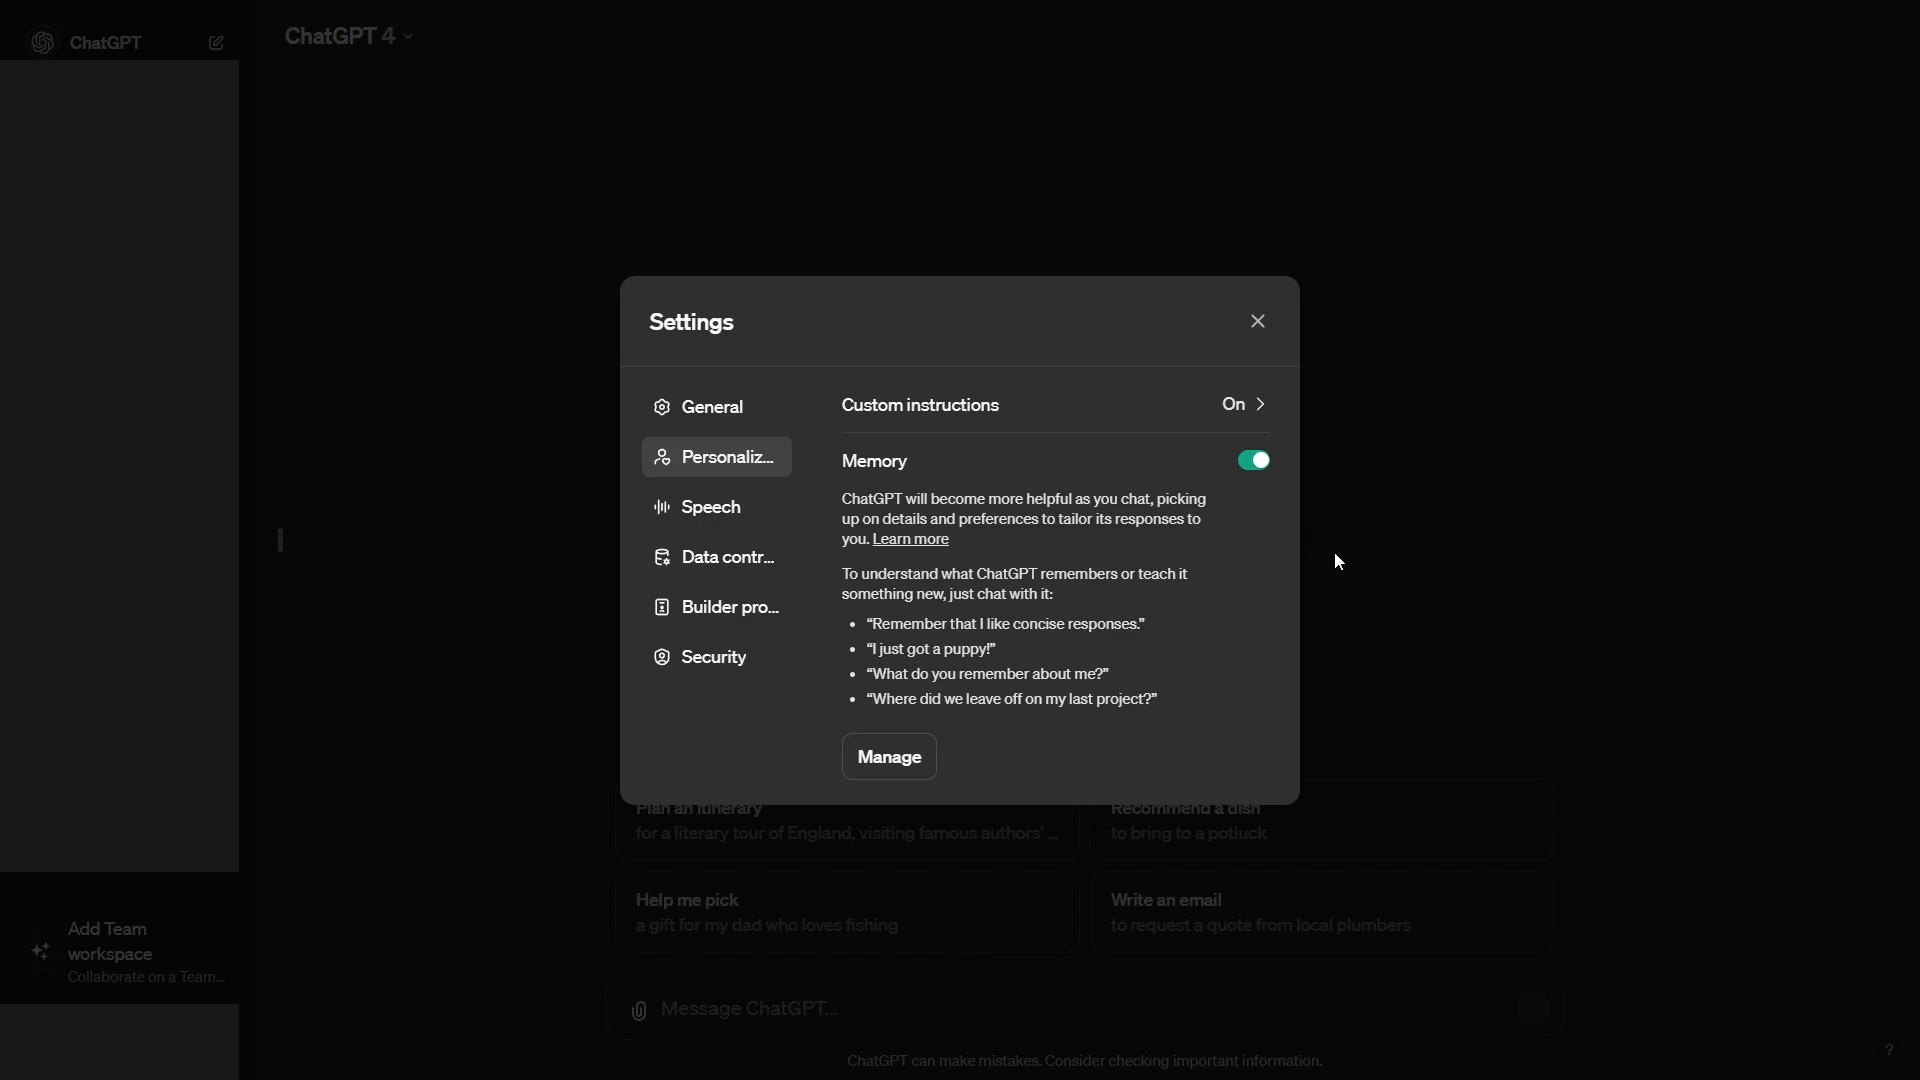 ChatGPT
ChatGPT 4
Settings
General
Personaliz...
Speech
Data contr...
Builder pro...
Security
Custom instructions
On
Memory
ChatGPT will become more helpful as you chat, picking
up on details and preferences to tailor its responses to
you. Learn more
To understand what ChatGPT remembers or teach it
something new, just chat with it:
• “Remember that I like concise responses.”
• “I just got a puppy!”
• “What do you remember about me?”
• “Where did we leave off on my last project?”
Manage
Plan an itinerary
for a literary tour of England, visiting famous authors' ...
Recommend a dish
to bring to a potluck
Help me pick
a gift for my dad who loves fishing
Write an email
to request a quote from local plumbers
Add Team
workspace
Collaborate on a Team...
Message ChatGPT...
ChatGPT can make mistakes. Consider checking important information.
?